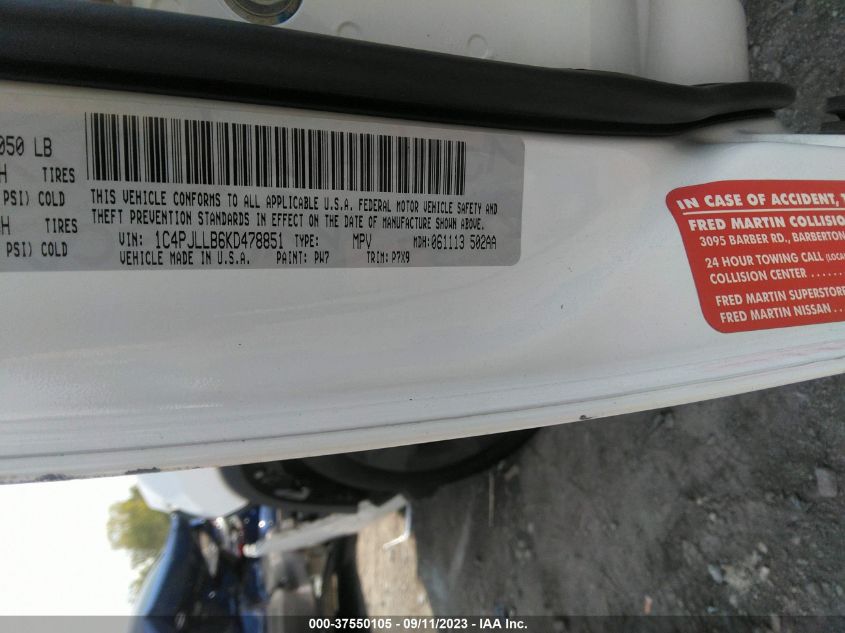 050 LB
H TIRES
PSI) COLD
H TIRES
PSI) COLD
THIS VEHICLE CONFORMS TO ALL APPLICABLE U.S.A. FEDERAL MOTOR VEHICLE SAFETY AND
THEFT PREVENTION STANDARDS IN EFFECT ON THE DATE OF MANUFACTURE SHOWN ABOVE.
VIN: 1C4PJLLB6KD478851 TYPE: MPV MDH: 061113 502AA
VEHICLE MADE IN U.S.A. PAINT: PW7 TRIM: P7X9
IN CASE OF ACCIDENT,
FRED MARTIN COLLISION
3095 BARBER RD., BARBERTON
24 HOUR TOWING CALL (LOCA
COLLISION CENTER ......
FRED MARTIN SUPERSTORE
FRED MARTIN NISSAN ..
000-37550105 - 09/11/2023 - IAA Inc.